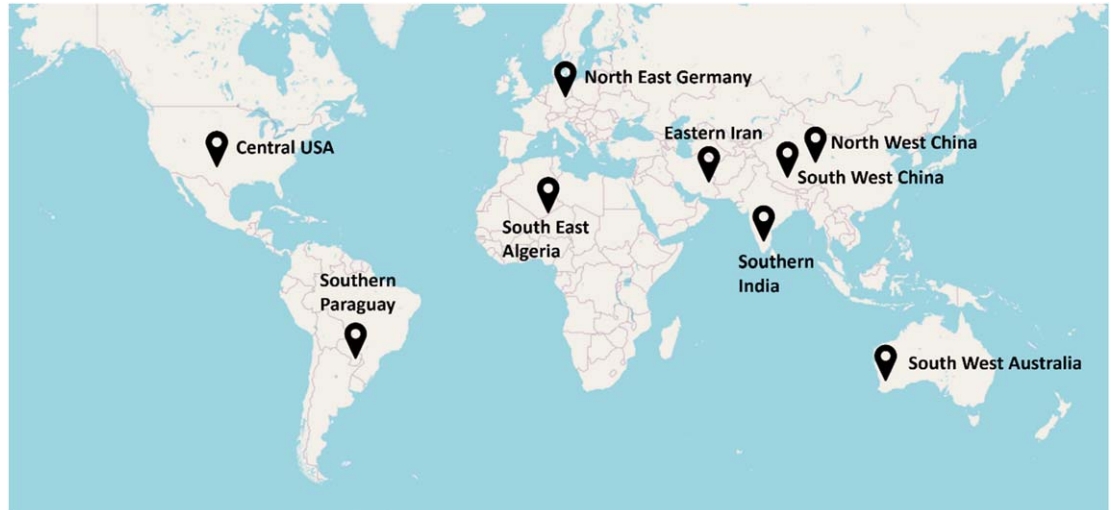 North East Germany
Eastern Iran
North West China
Central USA
South West China
South East
Algeria
Southern
India
Southern
Paraguay
South West Australia